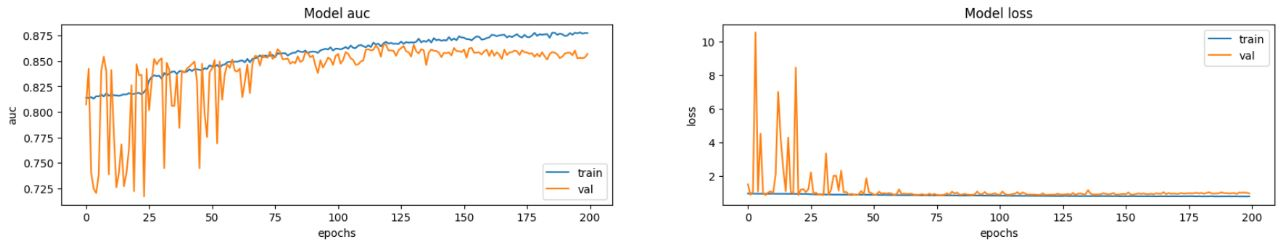 Model auc
0.875
0.850
0.825
0.800
0.775
0.750
0.725
auc
train
val
0 25 50 75 100 125 150 175 200
epochs
Model loss
10
8
6
4
2
loss
train
val
0 25 50 75 100 125 150 175 200
epochs